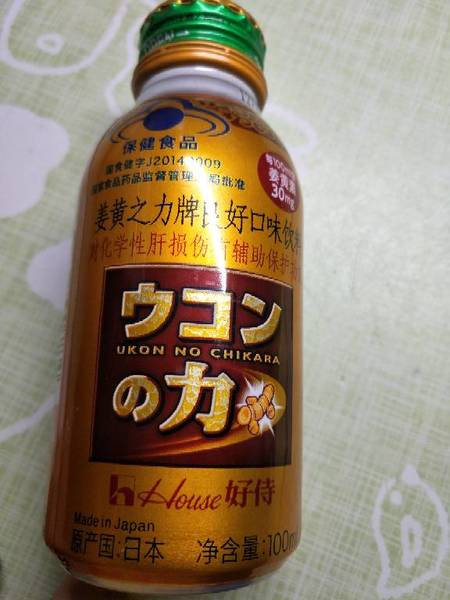 保健食品
国食健字J2014
国家食品药品监督管理
局批准
每100ml
姜黄素
30mg
姜黄之力牌良好口味饮料
对化学性肝损伤有辅助保护
ウコン
UKON NO CHIKARA
の力
House 好侍
Made in Japan
原产国:日本 净含量:100ml